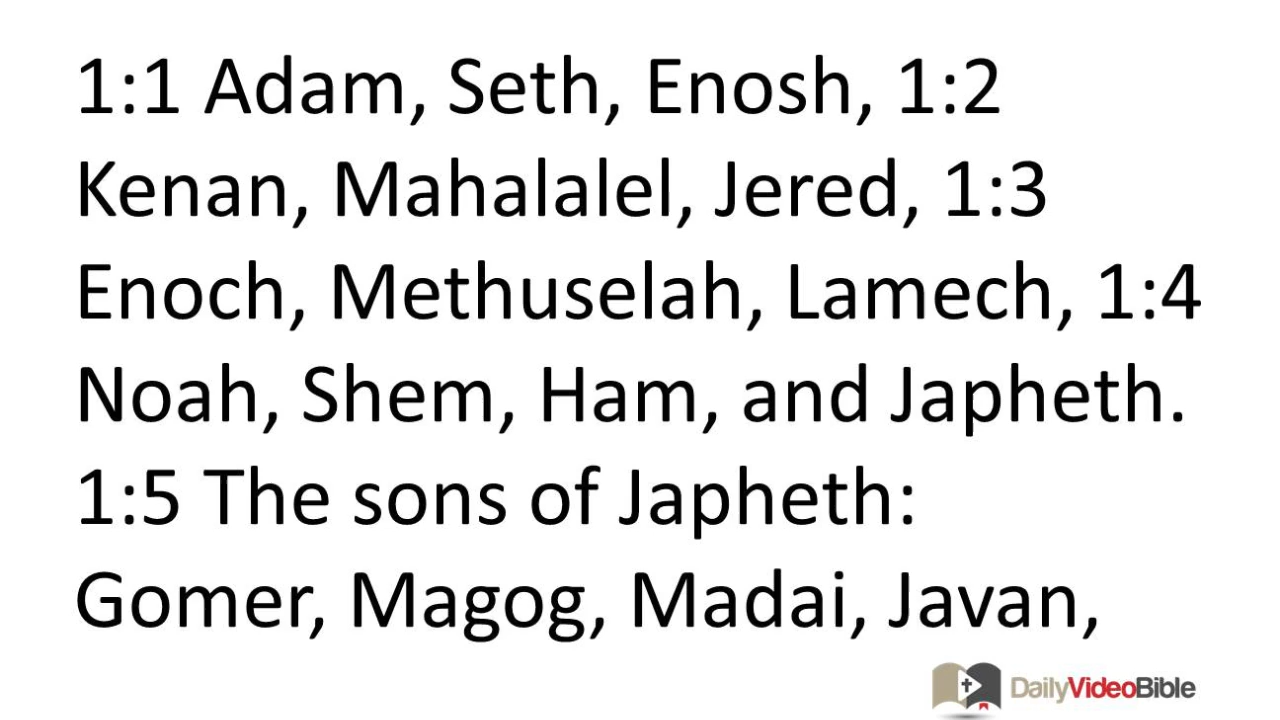 1:1 Adam, Seth, Enosh, 1:2
Kenan, Mahalalel, Jered, 1:3
Enoch, Methuselah, Lamech, 1:4
Noah, Shem, Ham, and Japheth.
1:5 The sons of Japheth:
Gomer, Magog, Madai, Javan,
DailyVideoBible